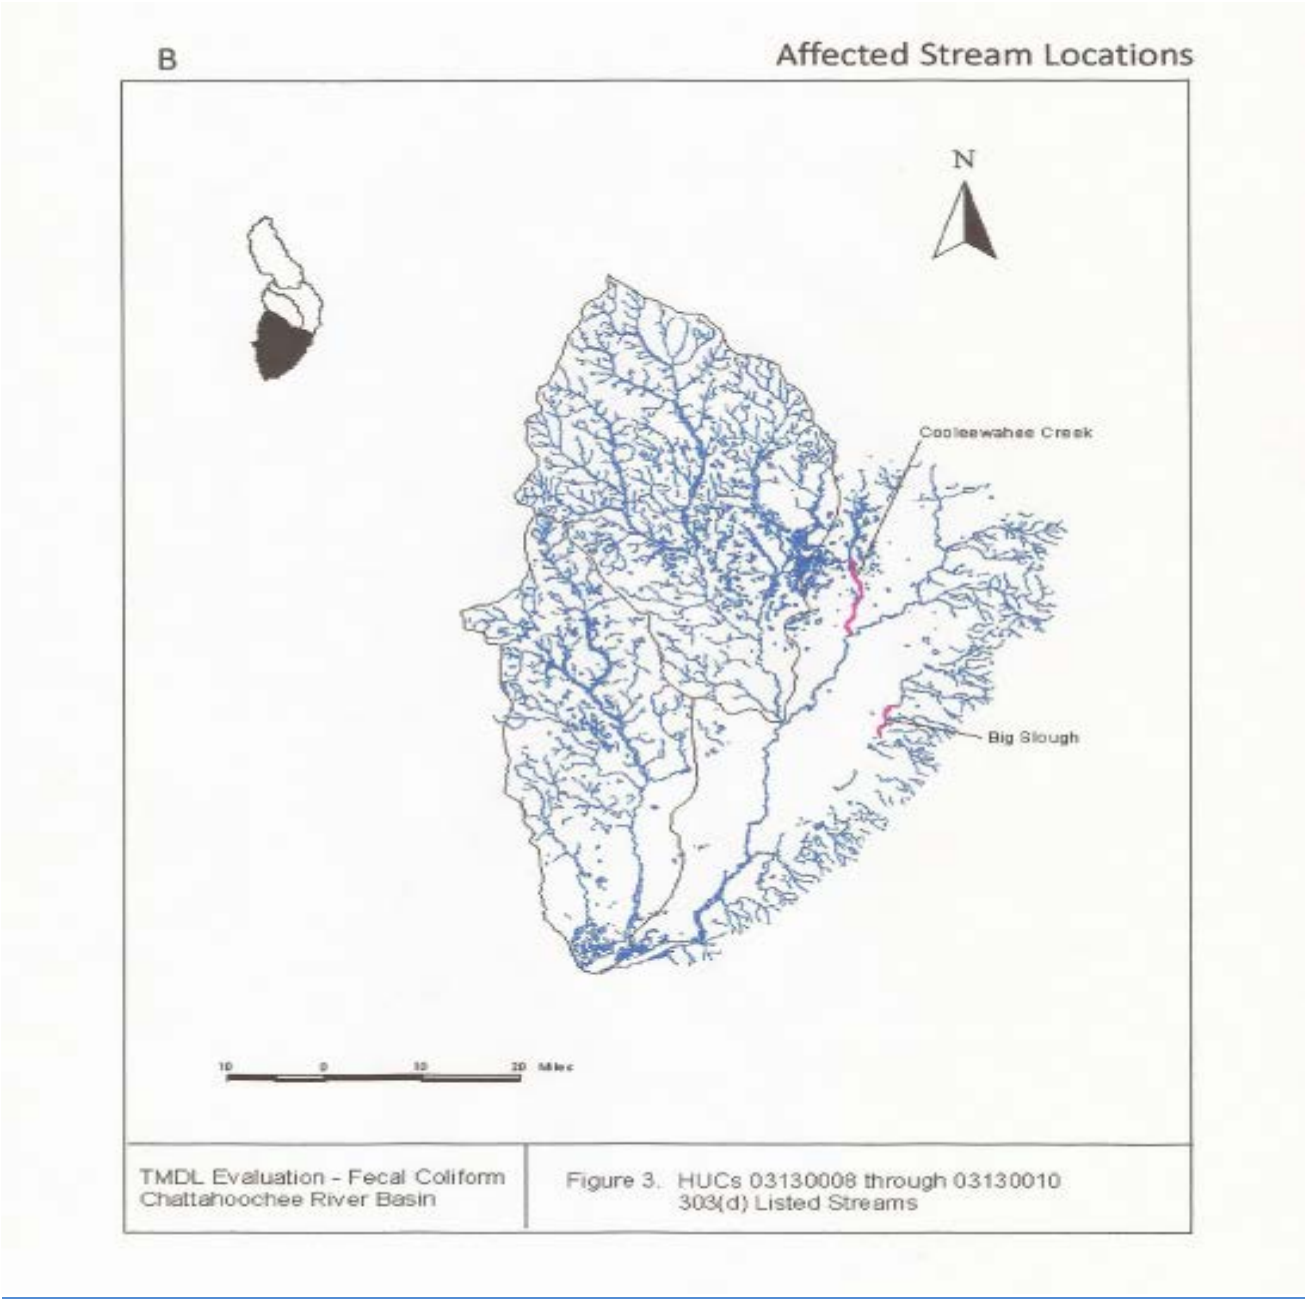 B
Affected Stream Locations
N
Cooleewahee Creek
Big Slough
10 0 10 20 Miles
TMDL Evaluation - Fecal Coliform
Chattahoochee River Basin
Figure 3. HUCs 03130008 through 03130010
303(d) Listed Streams